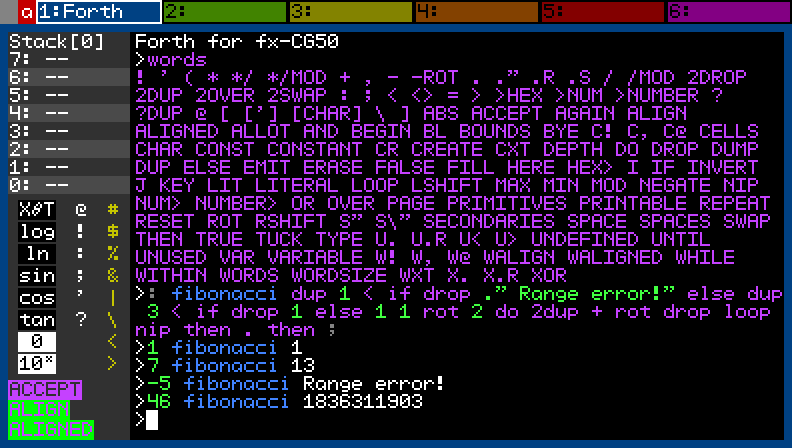 a 1:Forth 2: 3: 4: 5: 6:
Stack[0]
7: --
6: --
5: --
4: --
3: --
2: --
1: --
0: --
XθT @ #
log ! $
ln : %
sin ; &
cos ' |
tan ? \
0 <
10ˣ >
ACCEPT
ALIGN
ALIGNED
Forth for fx-CG50
>words
! ' ( * */ */MOD + , - -ROT . ." .R .S / /MOD 2DROP
2DUP 2OVER 2SWAP : ; < <> = > >HEX >NUM >NUMBER ?
?DUP @ [ ['] [CHAR] \ ] ABS ACCEPT AGAIN ALIGN
ALIGNED ALLOT AND BEGIN BL BOUNDS BYE C! C, C@ CELLS
CHAR CONST CONSTANT CR CREATE CXT DEPTH DO DROP DUMP
DUP ELSE EMIT ERASE FALSE FILL HERE HEX> I IF INVERT
J KEY LIT LITERAL LOOP LSHIFT MAX MIN MOD NEGATE NIP
NUM> NUMBER> OR OVER PAGE PRIMITIVES PRINTABLE REPEAT
RESET ROT RSHIFT S" S\" SECONDARIES SPACE SPACES SWAP
THEN TRUE TUCK TYPE U. U.R U< U> UNDEFINED UNTIL
UNUSED VAR VARIABLE W! W, W@ WALIGN WALIGNED WHILE
WITHIN WORDS WORDSIZE WXT X. X.R XOR
>: fibonacci dup 1 < if drop ." Range error!" else dup
3 < if drop 1 else 1 1 rot 2 do 2dup + rot drop loop
nip then . then ;
>1 fibonacci 1
>7 fibonacci 13
>-5 fibonacci Range error!
>46 fibonacci 1836311903
>